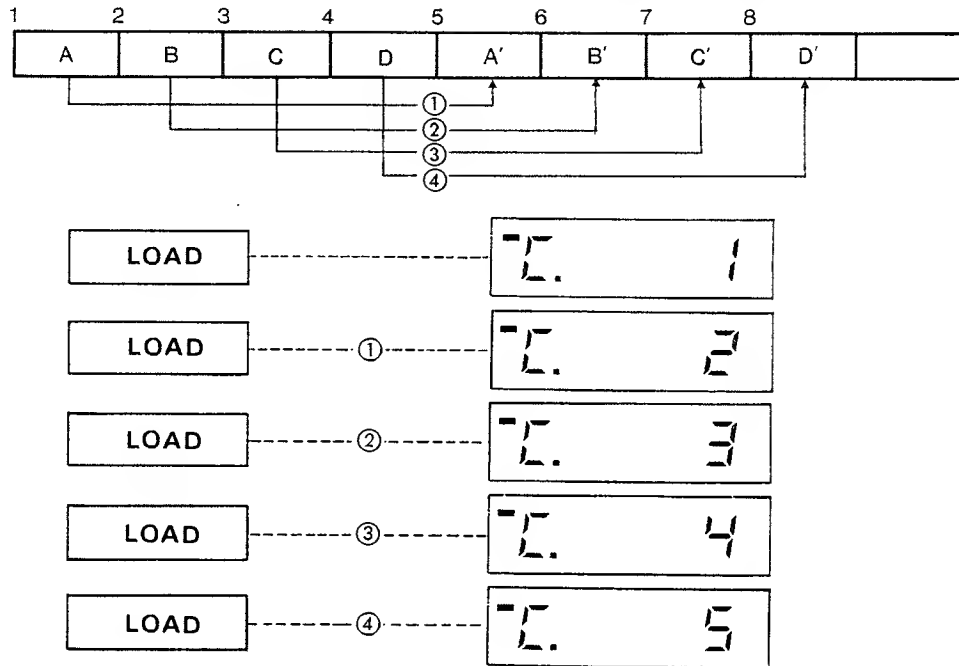 1 2 3 4 5 6 7 8
A B C D A′ B′ C′ D′
①
②
③
④
LOAD ‾C. 1
LOAD ① ‾C. 2
LOAD ② ‾C. 3
LOAD ③ ‾C. 4
LOAD ④ ‾C. 5